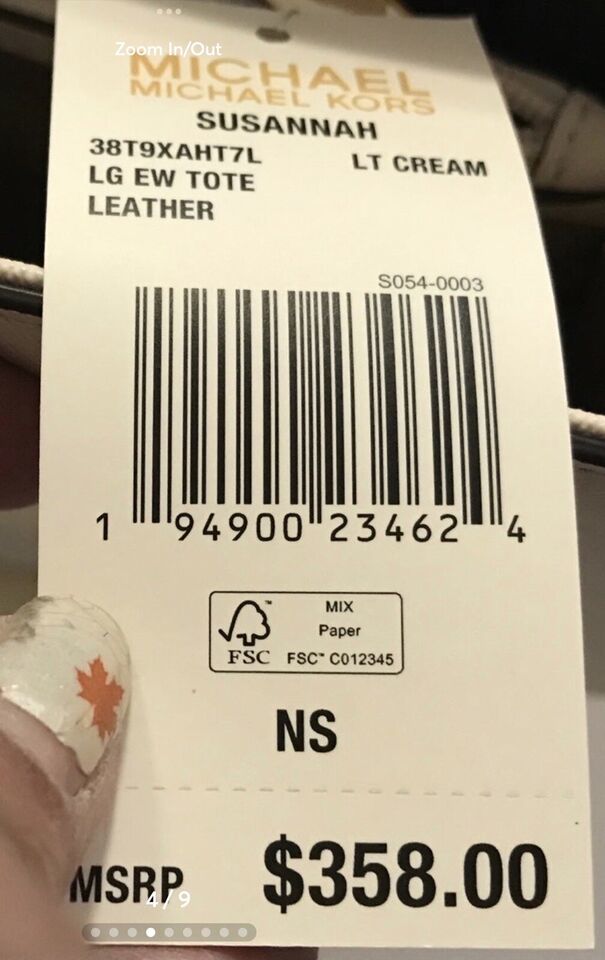 Zoom In/Out
MICHAEL
MICHAEL KORS
SUSANNAH
38T9XAHT7L LT CREAM
LG EW TOTE
LEATHER
S054-0003
1 94900 23462 4
MIX
Paper
FSC™ C012345
FSC
™
NS
MSRP $358.00
4/9